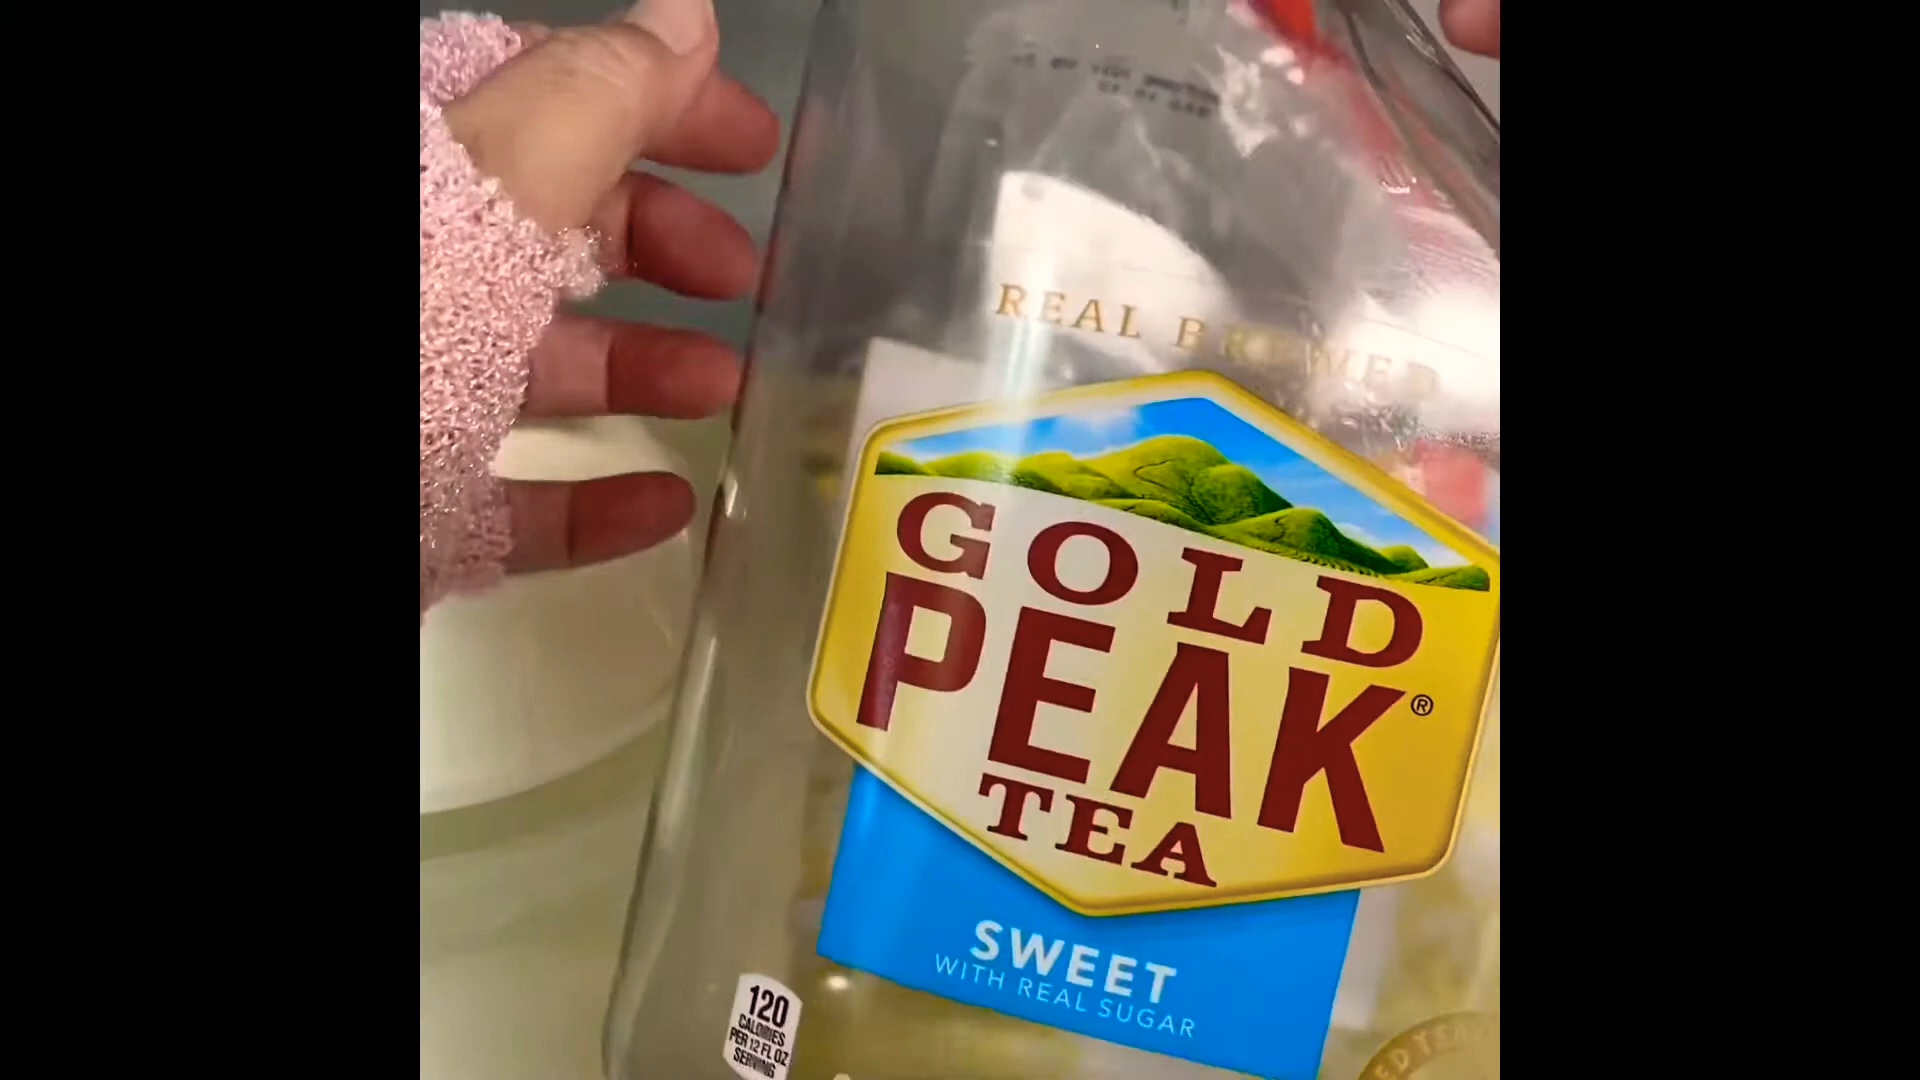 REAL BREWED
GOLD
PEAK®
TEA
SWEET
WITH REAL SUGAR
120
CALORIES
PER 12 FL OZ
SERVING